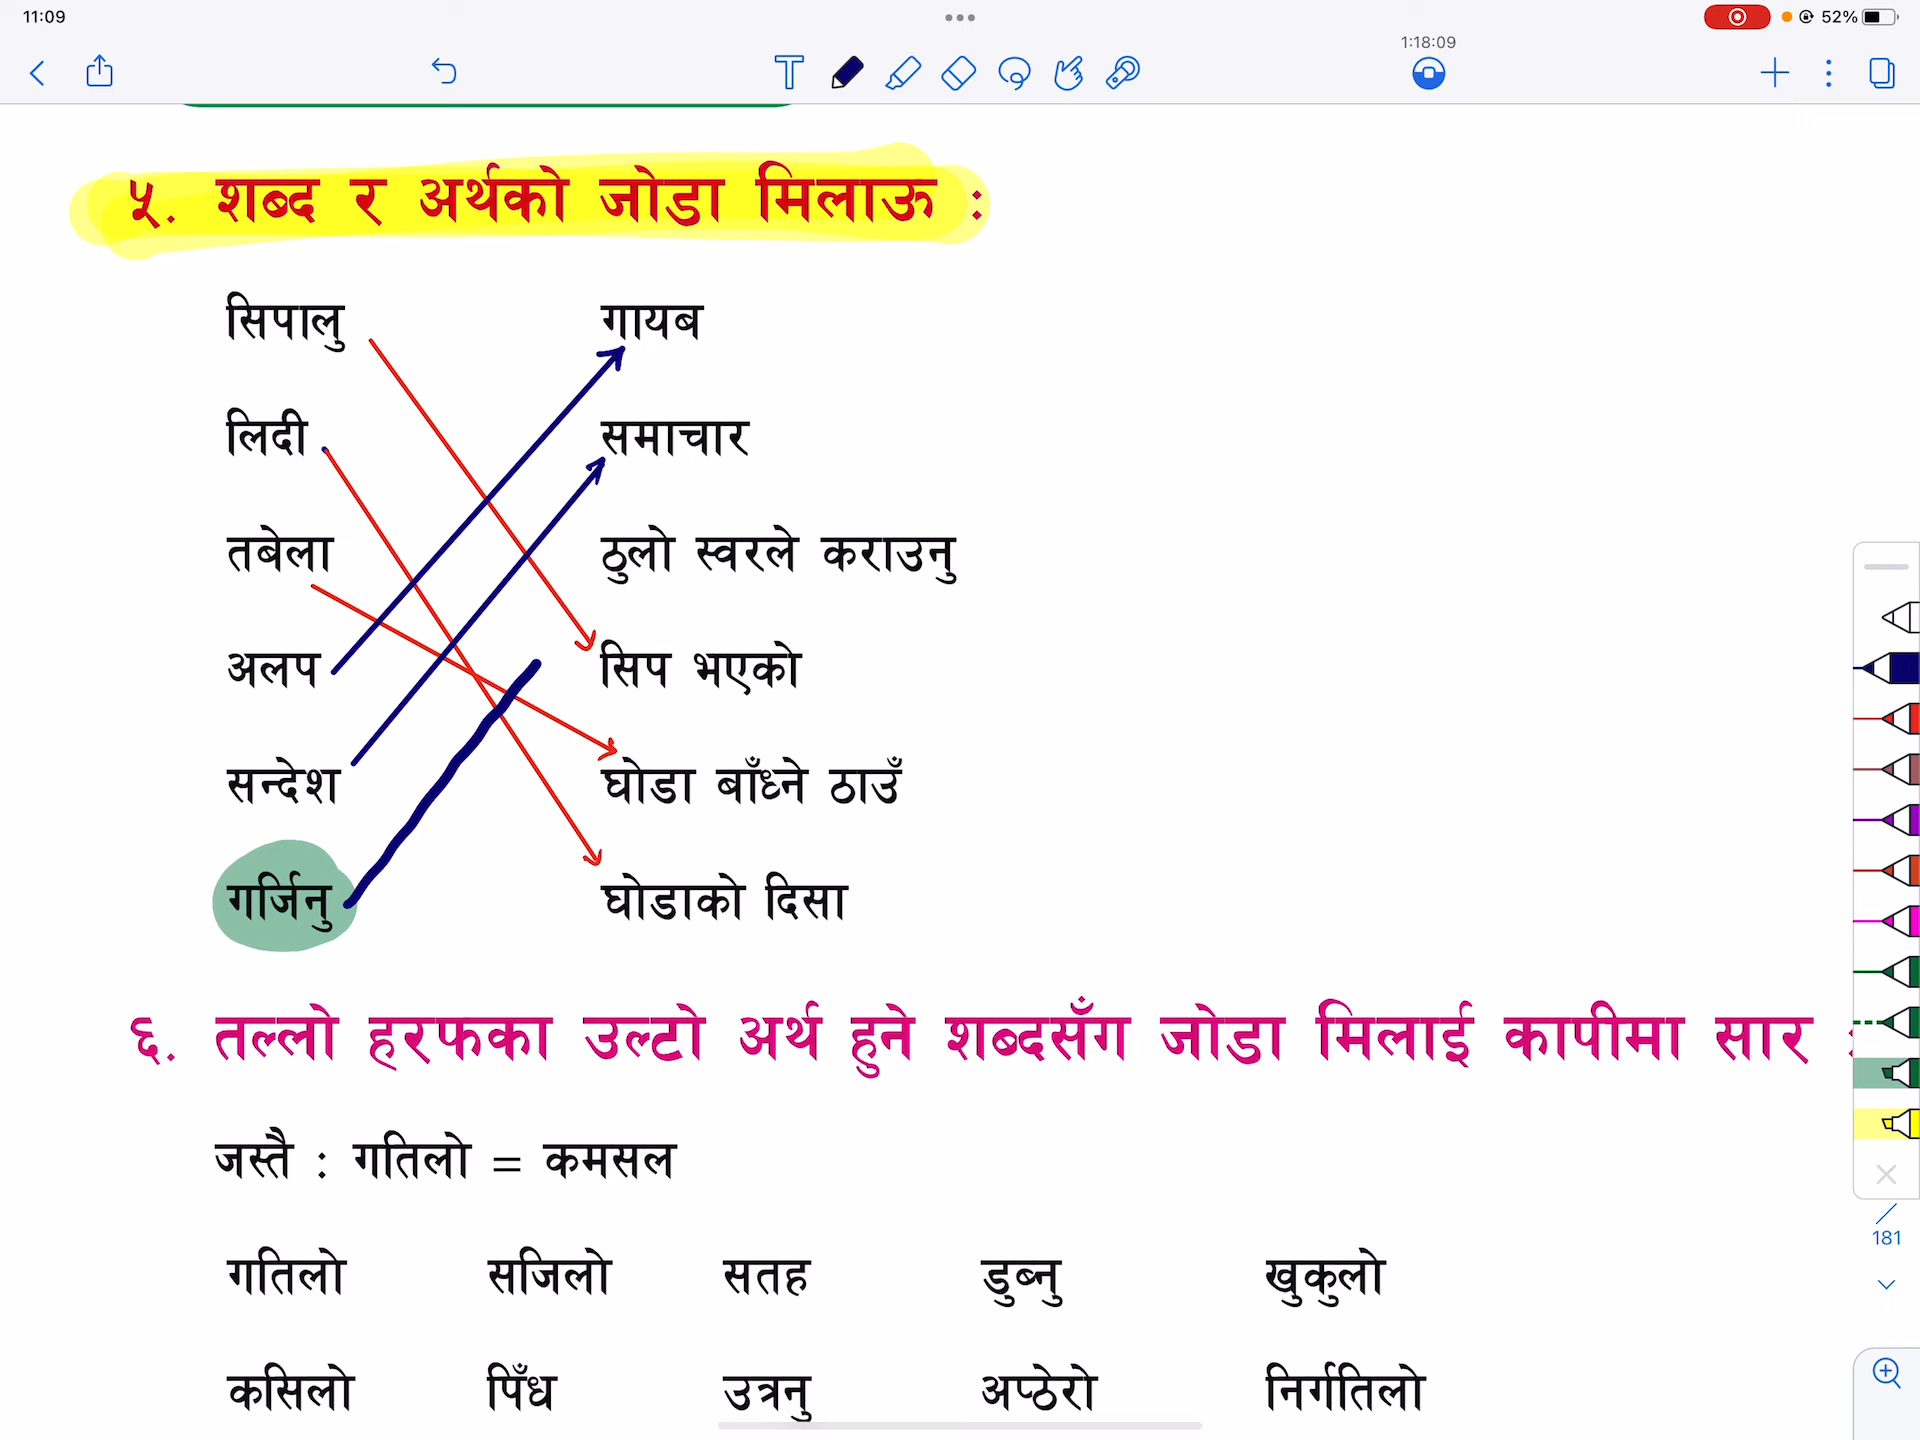 11:09
52%
1:18:09
५. शब्द र अर्थको जोडा मिलाऊ :
सिपालु गायब
लिदी समाचार
तबेला ठुलो स्वरले कराउनु
अलप सिप भएको
सन्देश घोडा बाँध्ने ठाउँ
गर्जिनु घोडाको दिसा
६. तल्लो हरफका उल्टो अर्थ हुने शब्दसँग जोडा मिलाई कापीमा सार :
जस्तै : गतिलो = कमसल
181
गतिलो सजिलो सतह डुब्नु खुकुलो
कसिलो पिँध उत्रनु अप्ठेरो निर्गतिलो